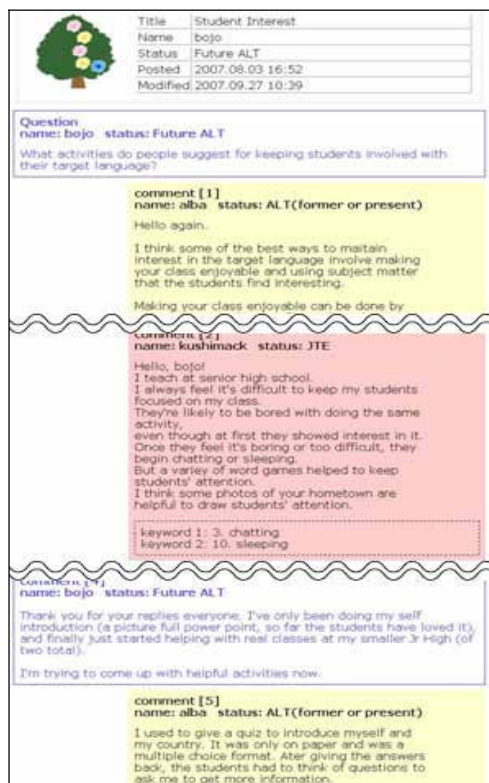 Title Student Interest
Name bojo
Status Future ALT
Posted 2007.08.03 16:52
Modified 2007.09.27 10:39
Question
name: bojo status: Future ALT
What activities do people suggest for keeping students involved with
their target language?
comment [1]
name: alba status: ALT(former or present)
Hello again.
I think some of the best ways to maitain
interest in the target language involve making
your class enjoyable and using subject matter
that the students find interesting.
Making your class enjoyable can be done by
comment [2]
name: kushimack status: JTE
Hello, bojo!
I teach at senior high school.
I always feel it's difficult to keep my students
focused on my class.
They're likely to be bored with doing the same
activity,
even though at first they showed interest in it.
Once they feel it's boring or too difficult, they
begin chatting or sleeping.
But a variey of word games helped to keep
students' attention.
I think some photos of your hometown are
helpful to draw students' attention.
keyword 1: 3. chatting
keyword 2: 10. sleeping
comment [4]
name: bojo status: Future ALT
Thank you for your replies everyone. I've only been doing my self
introduction (a picture full power point, so far the students have loved it),
and finally just started helping with real classes at my smaller Jr High (of
two total).
I'm trying to come up with helpful activities now.
comment [5]
name: alba status: ALT(former or present)
I used to give a quiz to introduce myself and
my country. It was only on paper and was a
multiple choice format. Ater giving the answers
back, the students had to think of questions to
ask me to get more information.